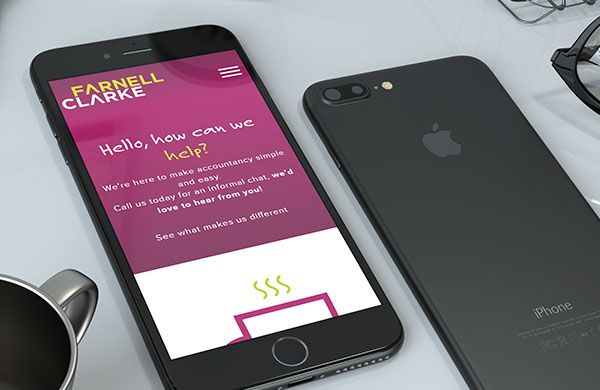 FARNELL
CLARKE
Hello, how can we
help?
We're here to make accountancy simple
and easy.
Call us today for an informal chat, we'd
love to hear from you!
See what makes us different
iPhone